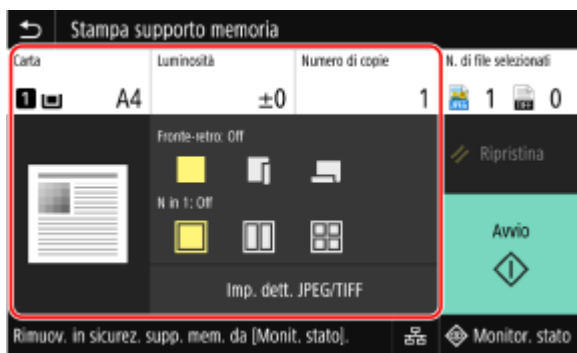 Stampa supporto memoria
Carta Luminosità Numero di copie N. di file selezionati
1 A4 ±0 1 JPEG 1 0
Fronte-retro: Off
Ripristina
N in 1: Off
Avvio
Imp. dett. JPEG/TIFF
Rimuov. in sicurez. supp. mem. da [Monit. stato]. Monitor. stato